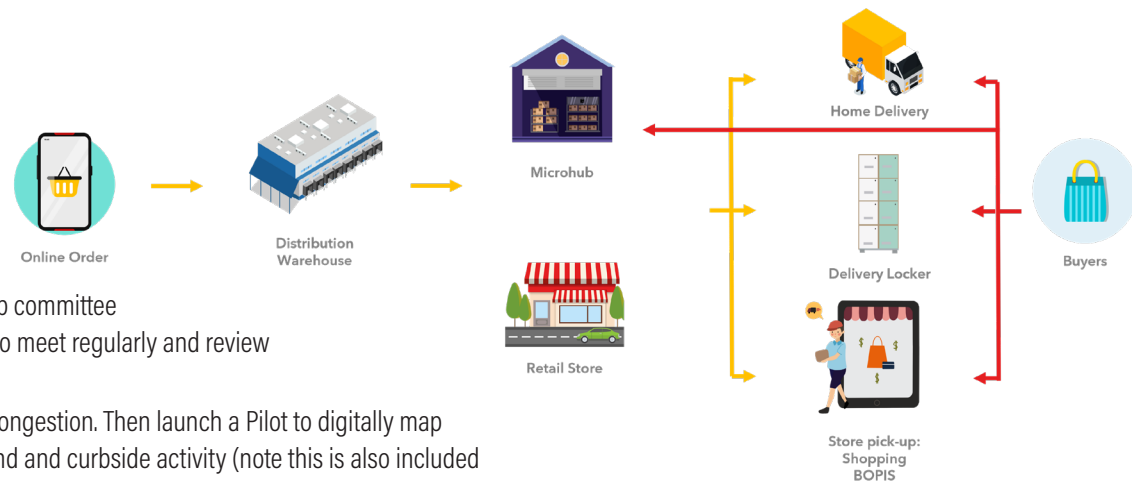 Home Delivery
Microhub
Online Order
Distribution
Warehouse
Delivery Locker
Buyers
committee
o meet regularly and review
Retail Store
ongestion. Then launch a Pilot to digitally map
nd and curbside activity (note this is also included
Store pick-up:
Shopping
BOPIS